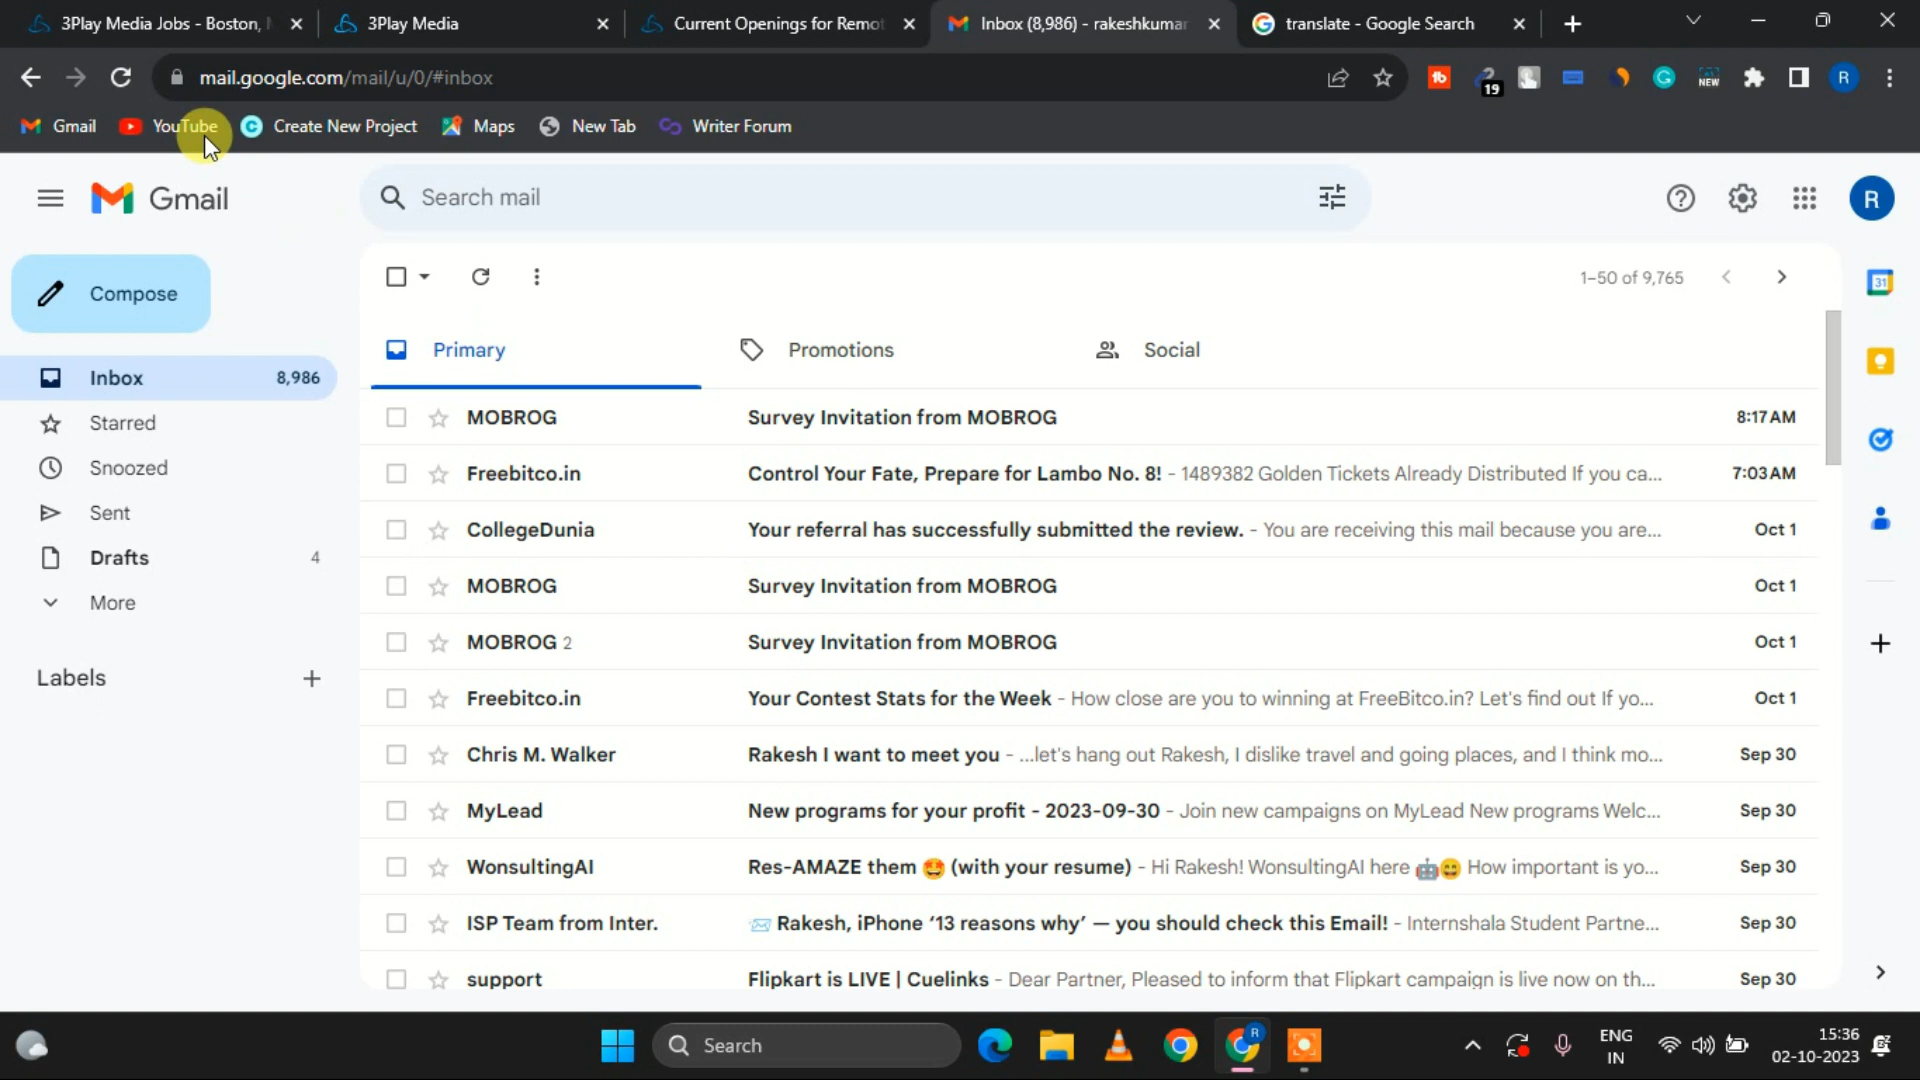 3Play Media Jobs - Boston,
3Play Media
Current Openings for Remot
Inbox (8,986) - rakeshkumar
translate - Google Search
mail.google.com/mail/u/0/#inbox
19
NEW
R
Gmail
YouTube
Create New Project
Maps
New Tab
Writer Forum
Gmail
Search mail
R
Compose
1–50 of 9,765
31
Primary
Promotions
Social
Inbox 8,986
Starred
Snoozed
Sent
Drafts 4
More
Labels
MOBROG Survey Invitation from MOBROG 8:17 AM
Freebitco.in Control Your Fate, Prepare for Lambo No. 8! - 1489382 Golden Tickets Already Distributed If you ca... 7:03 AM
CollegeDunia Your referral has successfully submitted the review. - You are receiving this mail because you are... Oct 1
MOBROG Survey Invitation from MOBROG Oct 1
MOBROG 2 Survey Invitation from MOBROG Oct 1
Freebitco.in Your Contest Stats for the Week - How close are you to winning at FreeBitco.in? Let's find out If yo... Oct 1
Chris M. Walker Rakesh I want to meet you - ...let's hang out Rakesh, I dislike travel and going places, and I think mo... Sep 30
MyLead New programs for your profit - 2023-09-30 - Join new campaigns on MyLead New programs Welc... Sep 30
WonsultingAI Res-AMAZE them 🤩 (with your resume) - Hi Rakesh! WonsultingAI here 🤖😄 How important is yo... Sep 30
ISP Team from Inter. 📨 Rakesh, iPhone ‘13 reasons why’ — you should check this Email! - Internshala Student Partne... Sep 30
support Flipkart is LIVE | Cuelinks - Dear Partner, Pleased to inform that Flipkart campaign is live now on th... Sep 30
Search
R
ENG
IN
15:36
02-10-2023